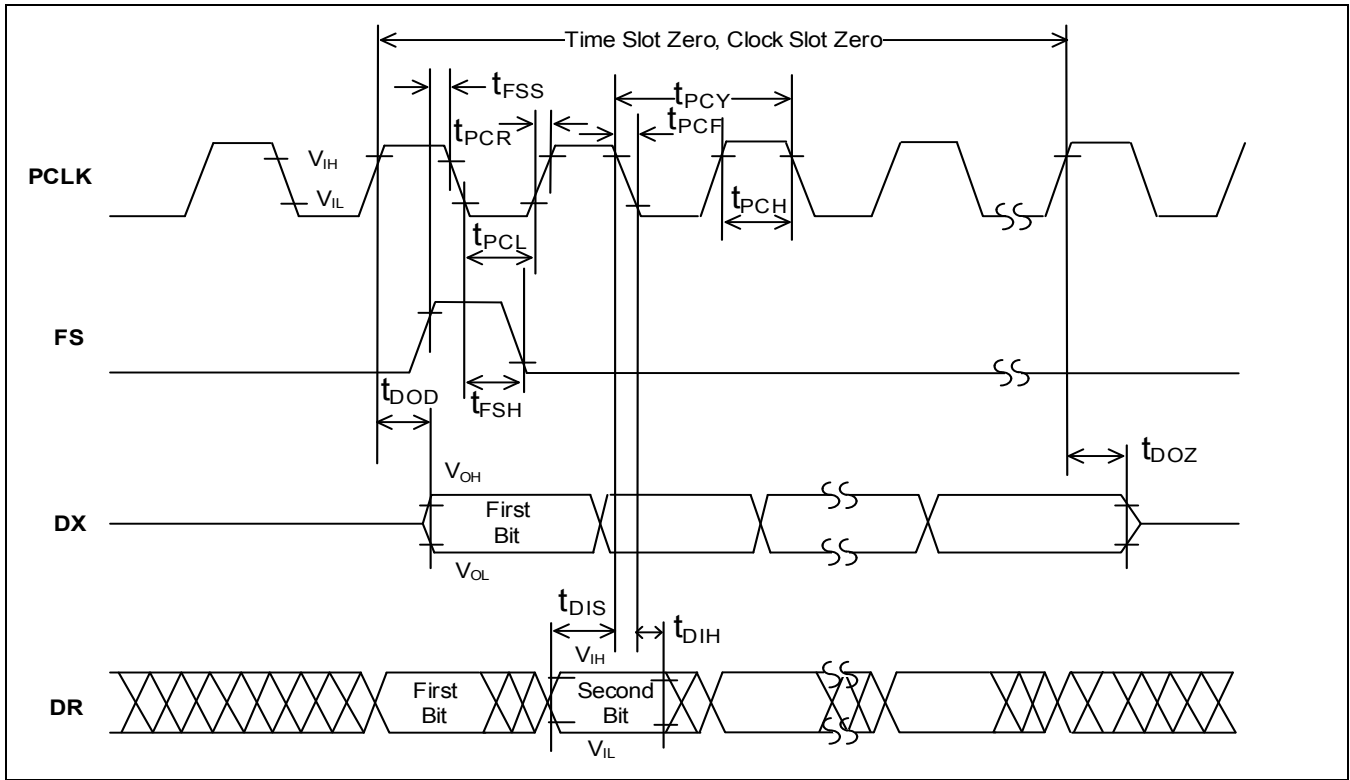 Time Slot Zero, Clock Slot Zero
tFSS
tPCY
tPCR
tPCF
PCLK
VIH
VIL
tPCH
tPCL
FS
tDOD
tFSH
tDOZ
VOH
DX
First
Bit
VOL
tDIS
tDIH
VIH
DR
First
Bit
Second
Bit
VIL